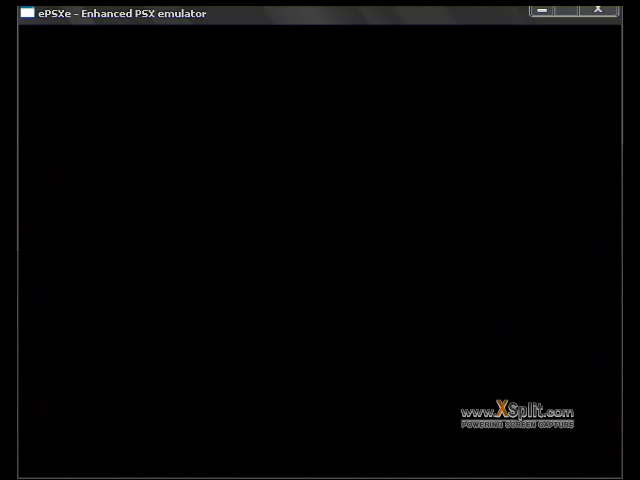 ePSXe - Enhanced PSX emulator
www.XSplit.com
POWERING SCREEN CAPTURE